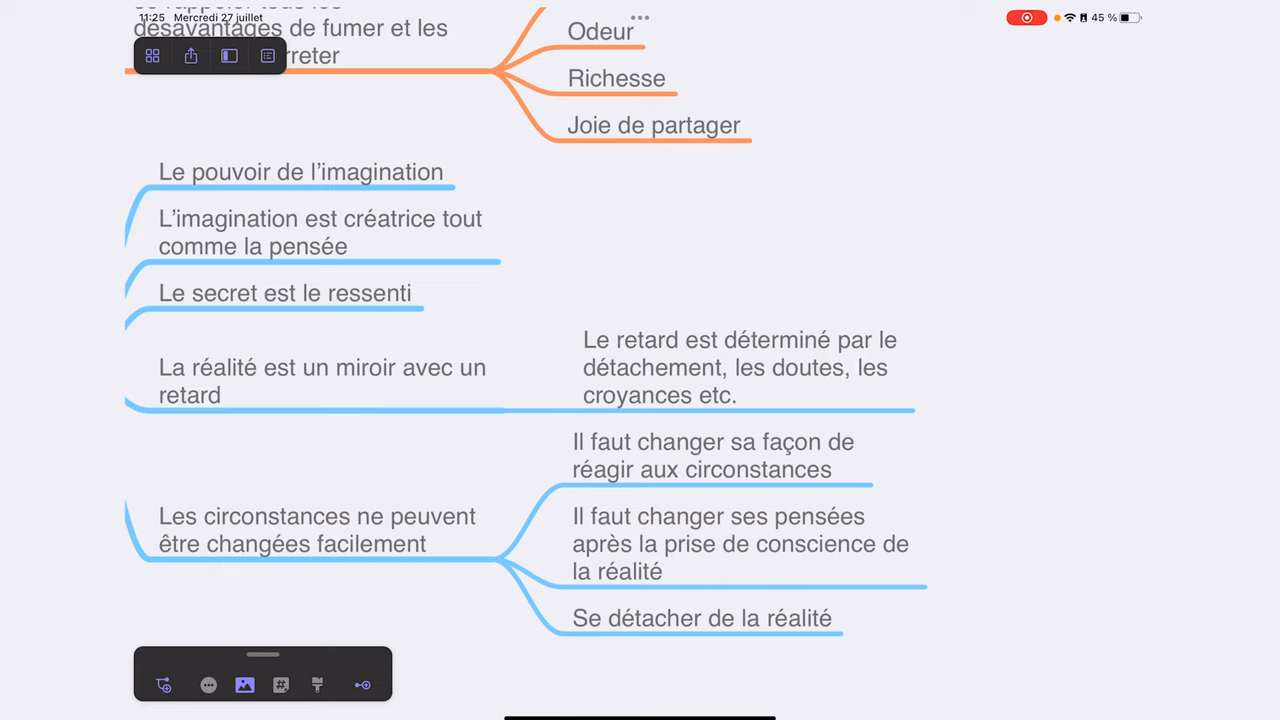 11:25 Mercredi 27 juillet
45 %
se rappeler tous les
désavantages de fumer et les
rreter
Odeur
Richesse
Joie de partager
Le pouvoir de l’imagination
L’imagination est créatrice tout
comme la pensée
Le secret est le ressenti
La réalité est un miroir avec un
retard
Le retard est déterminé par le
détachement, les doutes, les
croyances etc.
Les circonstances ne peuvent
être changées facilement
Il faut changer sa façon de
réagir aux circonstances
Il faut changer ses pensées
après la prise de conscience de
la réalité
Se détacher de la réalité